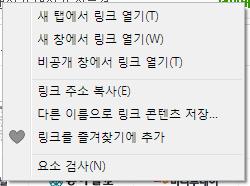 새 탭에서 링크 열기(T)
새 창에서 링크 열기(W)
비공개 창에서 링크 열기(T)
링크 주소 복사(E)
다른 이름으로 링크 콘텐츠 저장...
링크를 즐겨찾기에 추가
요소 검사(N)